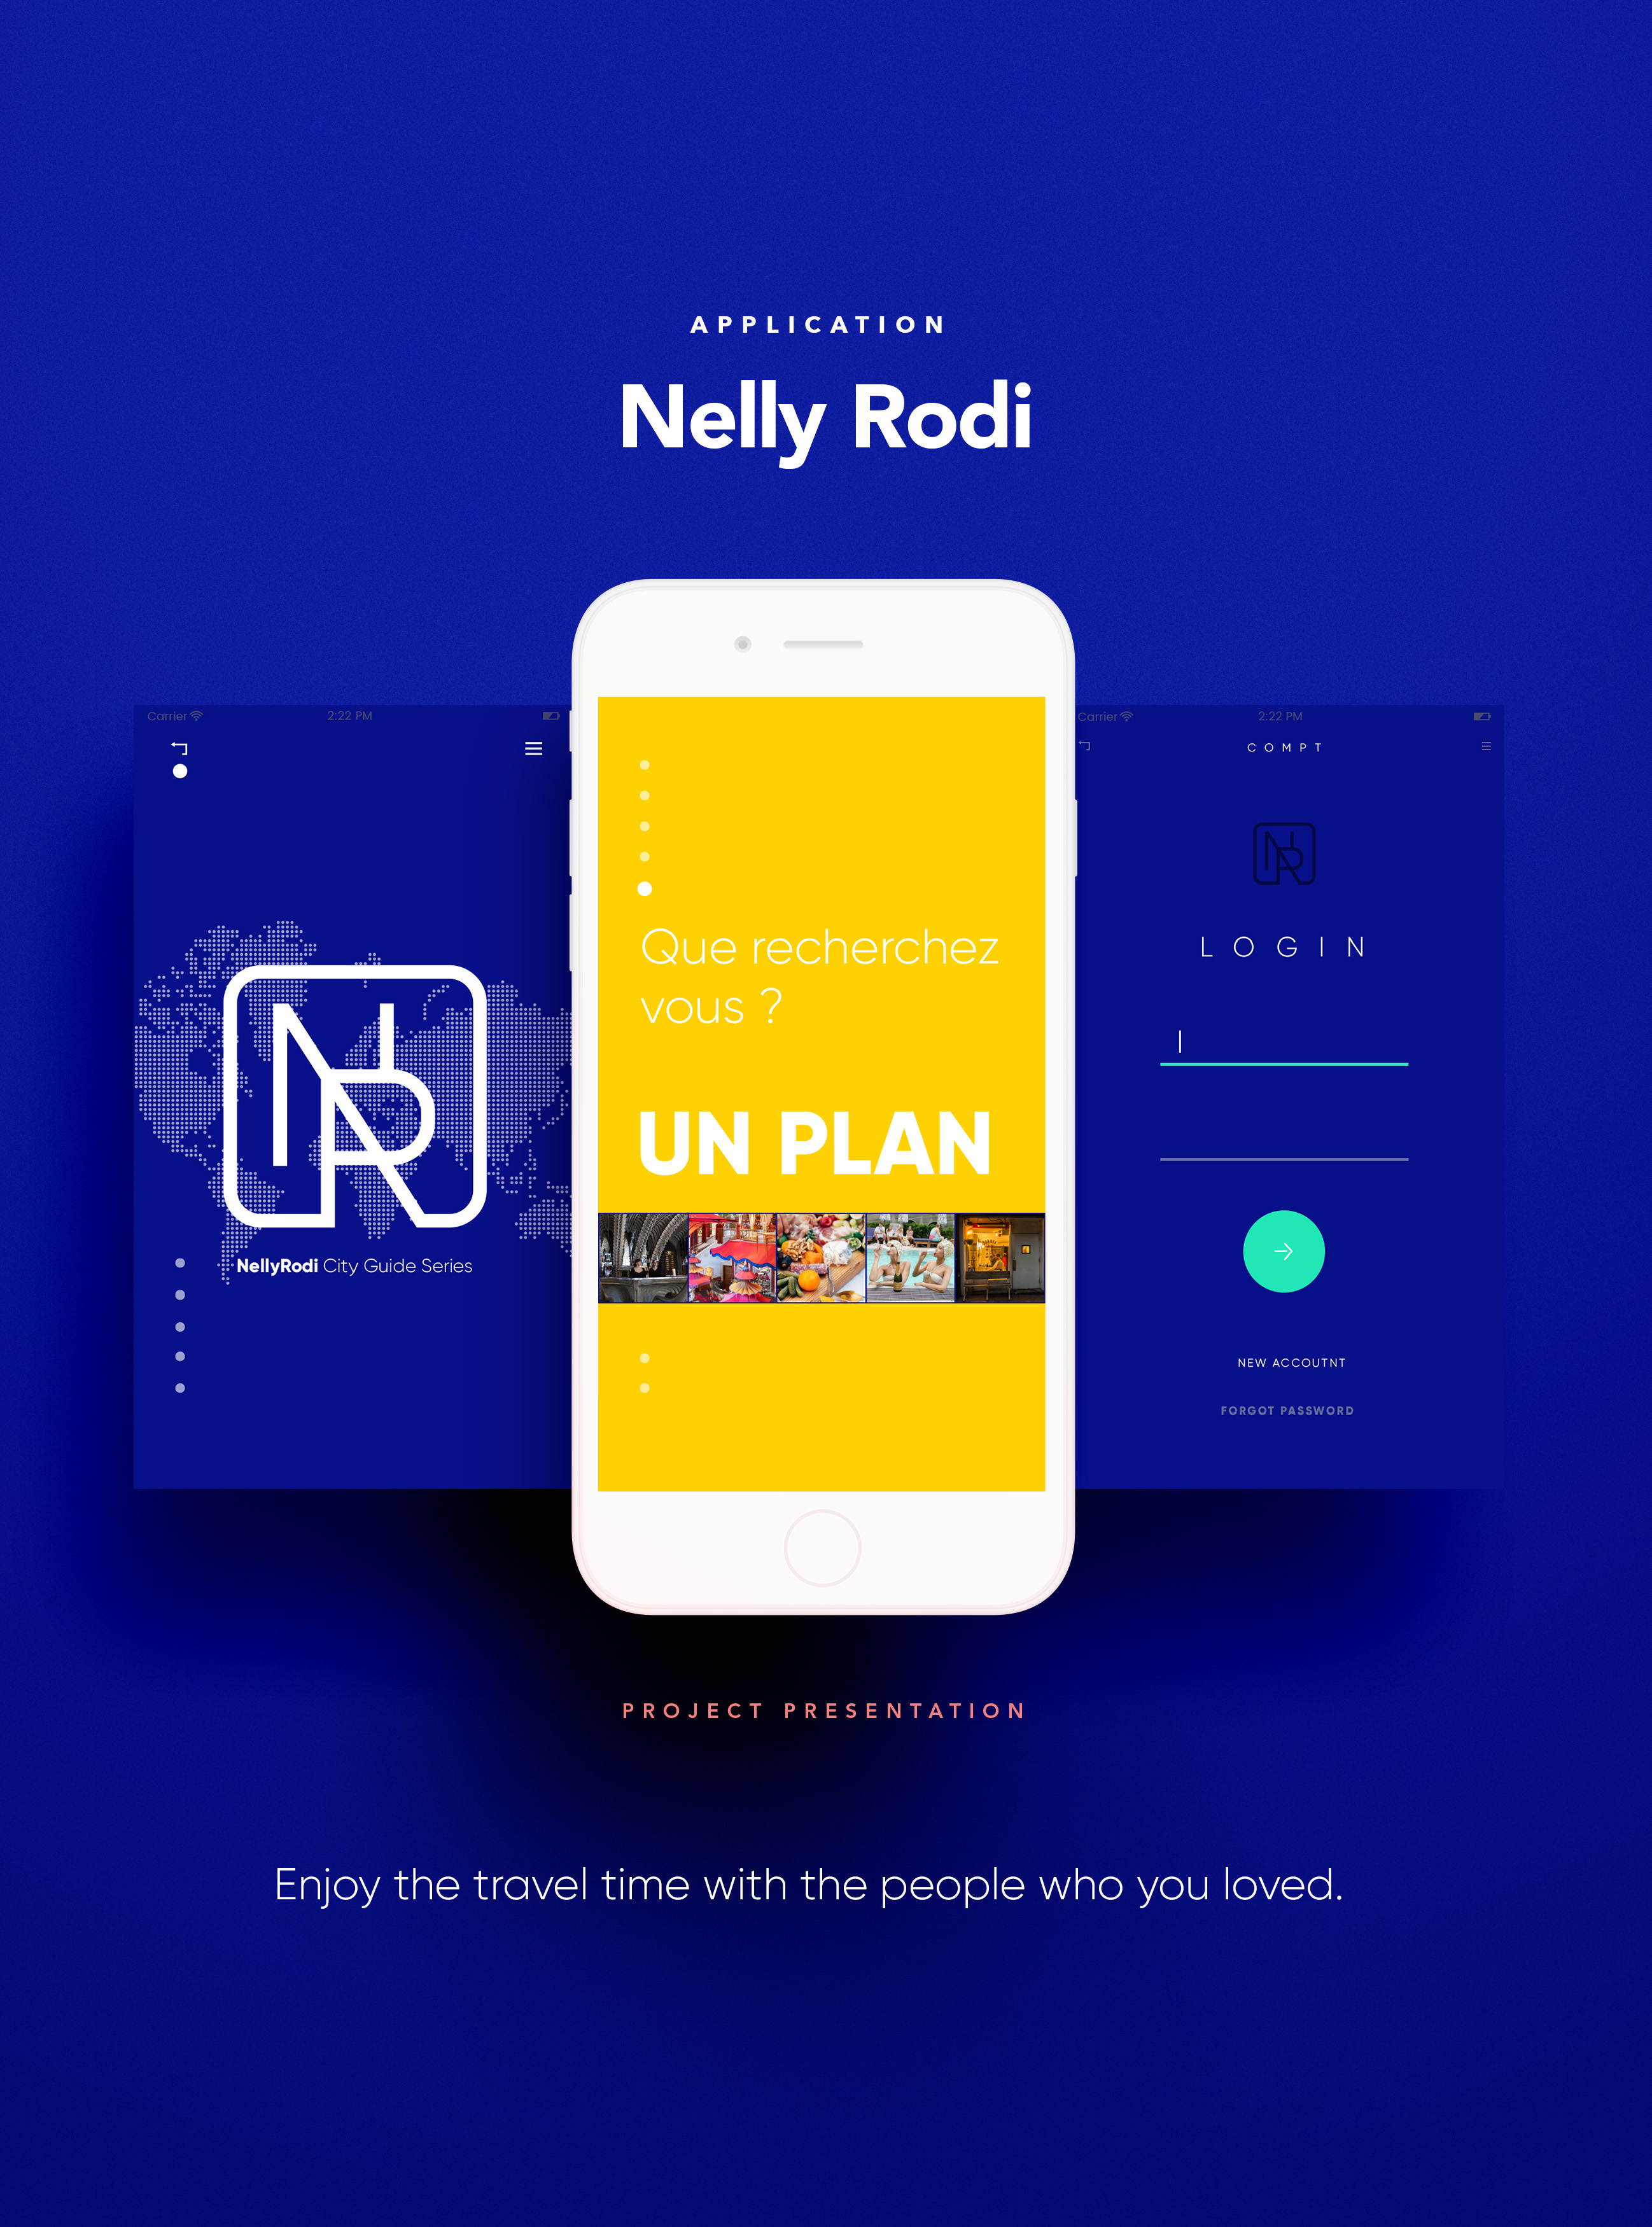 APPLICATION
Nelly Rodi
Carrier 2:22 PM
NR
NellyRodi City Guide Series
Que recherchez
vous ?
UN PLAN
Carrier 2:22 PM
COMPT
NR
LOGIN
NEW ACCOUTNT
FORGOT PASSWORD
PROJECT PRESENTATION
Enjoy the travel time with the people who you loved.